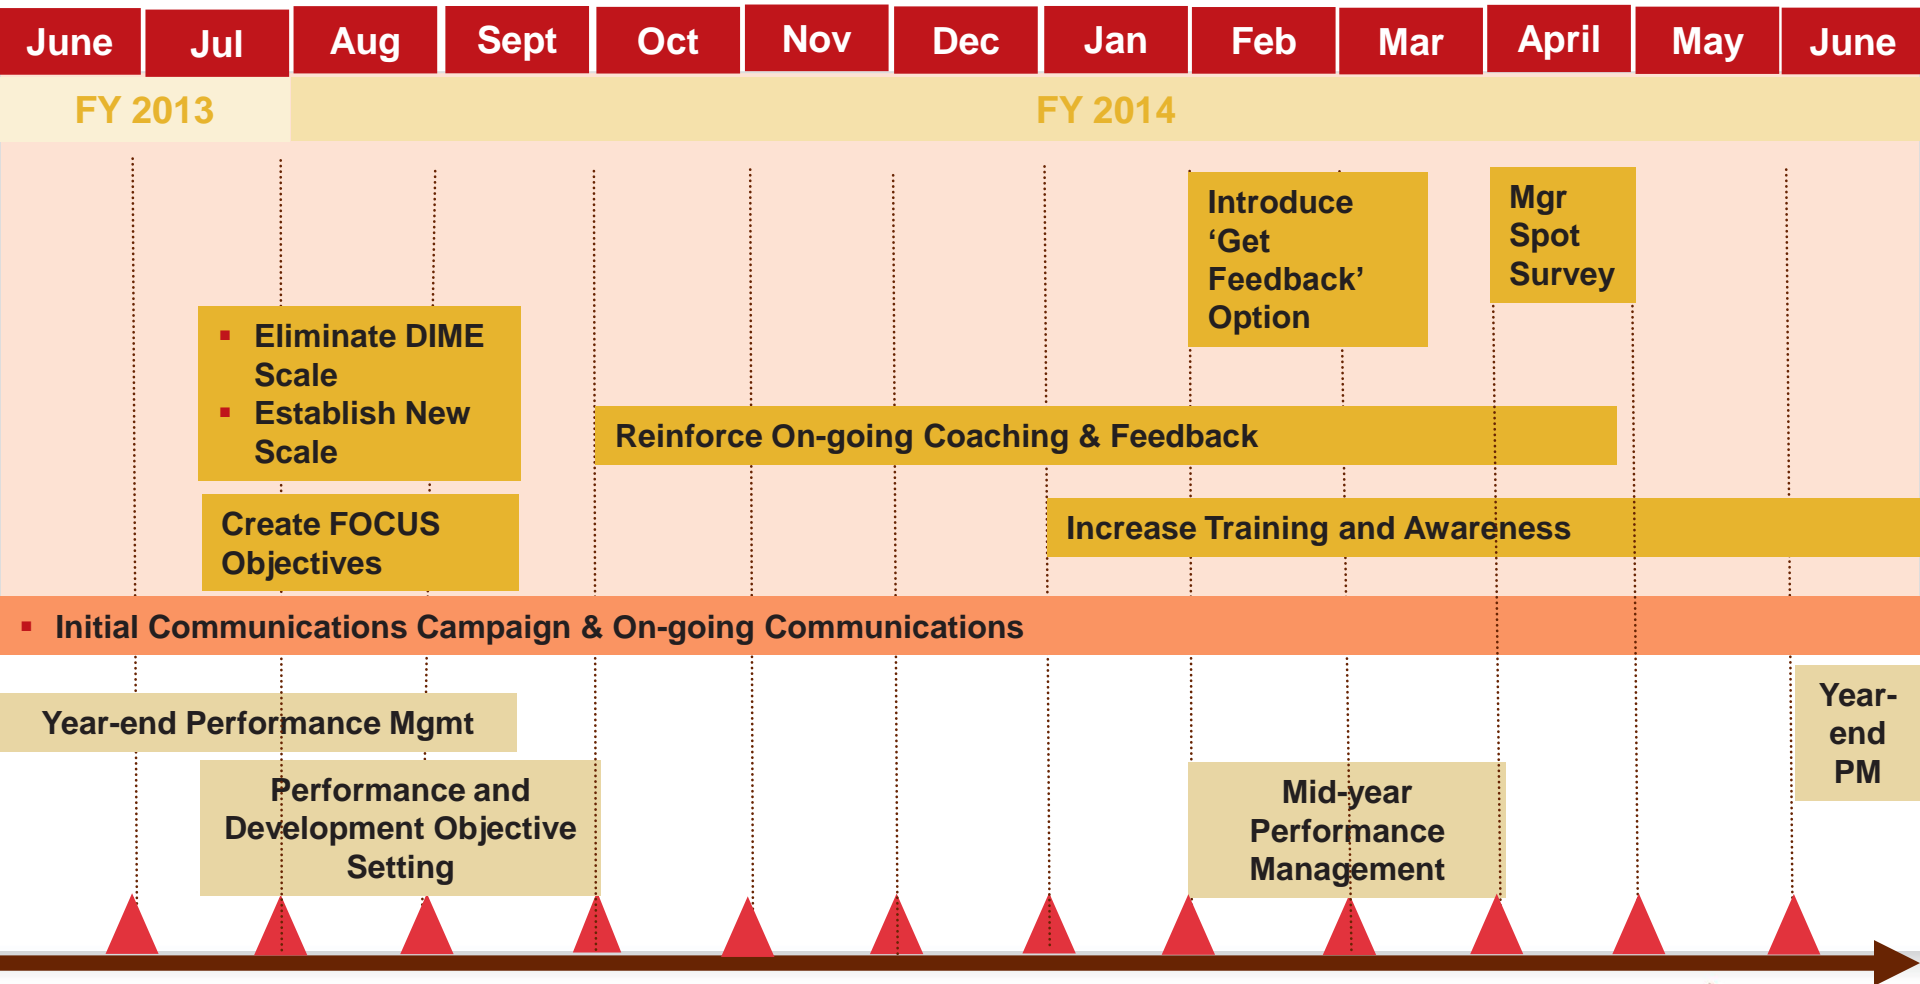 June Jul Aug Sept Oct Nov Dec Jan Feb Mar April May June
FY 2013 FY 2014
Introduce
‘Get
Feedback’
Option
Mgr
Spot
Survey
▪ Eliminate DIME
Scale
▪ Establish New
Scale
Reinforce On-going Coaching & Feedback
Create FOCUS
Objectives
Increase Training and Awareness
▪ Initial Communications Campaign & On-going Communications
Year-end Performance Mgmt
Year-
end
PM
Performance and
Development Objective
Setting
Mid-year
Performance
Management